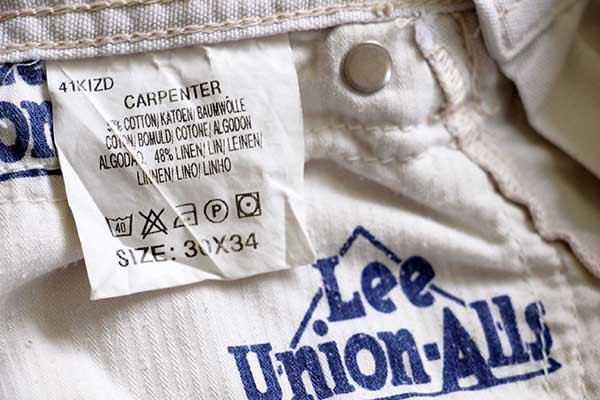 41KIZD
CARPENTER
COTTON/ KATOEN/ BAUMWOLLE
COTON/ BOMULD/ COTONE/ ALGODON
ALGODAO. 48% LINEN/ LIN/ LEINEN/
LINNEN/ LINO/ LINHO
40 P
SIZE: 30X34
Lee
Union-Alls